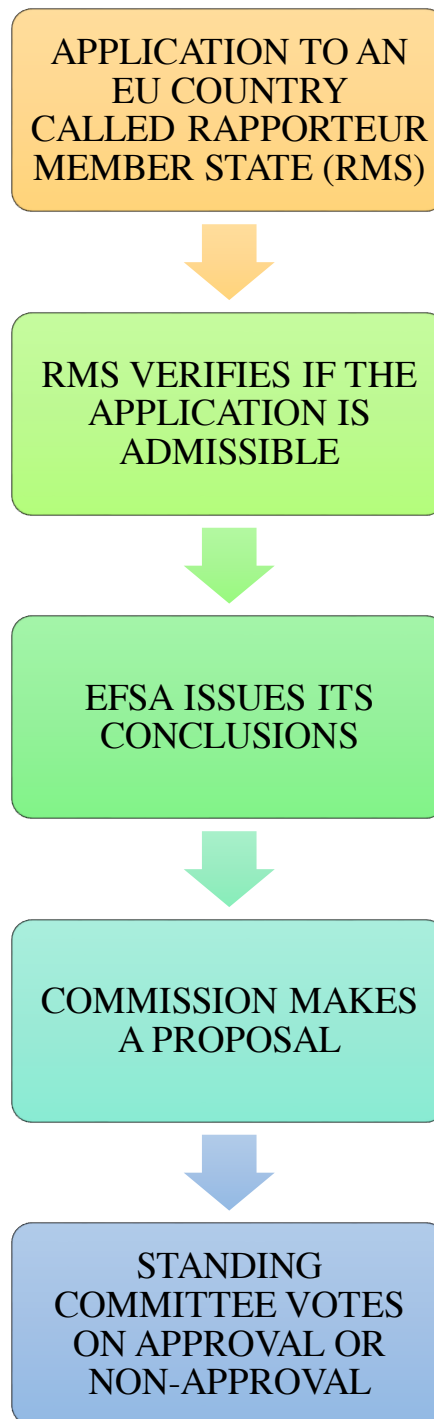 APPLICATION TO AN
EU COUNTRY
CALLED RAPPORTEUR
MEMBER STATE (RMS)
RMS VERIFIES IF THE
APPLICATION IS
ADMISSIBLE
EFSA ISSUES ITS
CONCLUSIONS
COMMISSION MAKES
A PROPOSAL
STANDING
COMMITTEE VOTES
ON APPROVAL OR
NON-APPROVAL